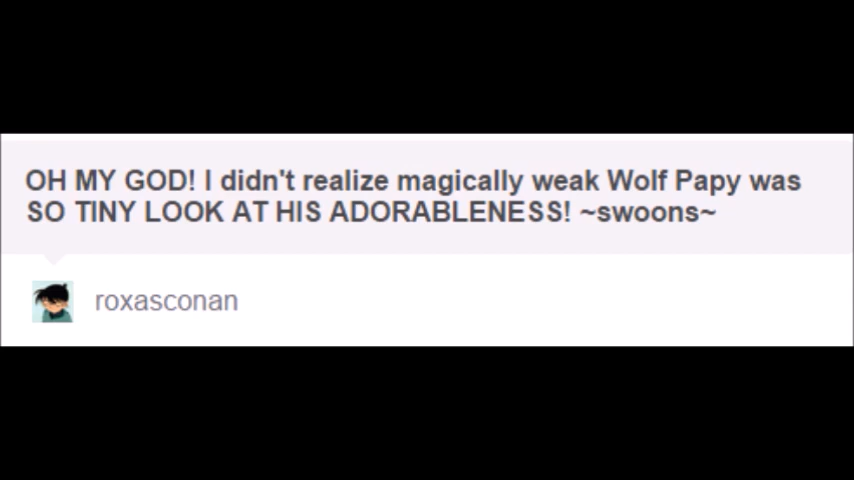 OH MY GOD! I didn't realize magically weak Wolf Papy was
SO TINY LOOK AT HIS ADORABLENESS! ~swoons~
roxasconan